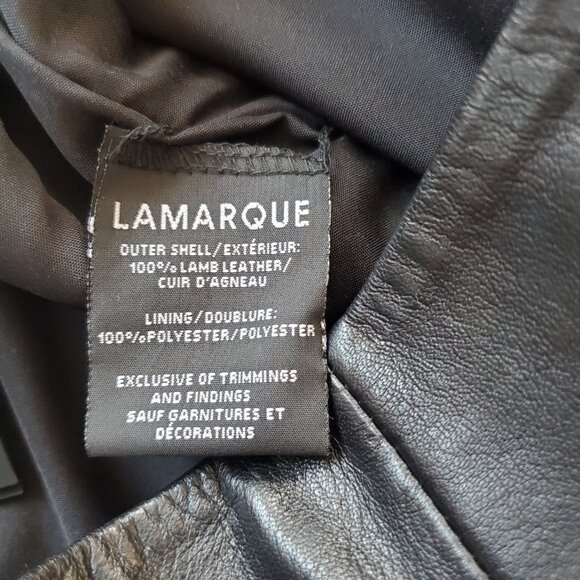 LAMARQUE
OUTER SHELL/EXTÉRIEUR:
100% LAMB LEATHER/
CUIR D'AGNEAU
LINING/DOUBLURE:
100%POLYESTER/POLYESTER
EXCLUSIVE OF TRIMMINGS
AND FINDINGS
SAUF GARNITURES ET
DÉCORATIONS